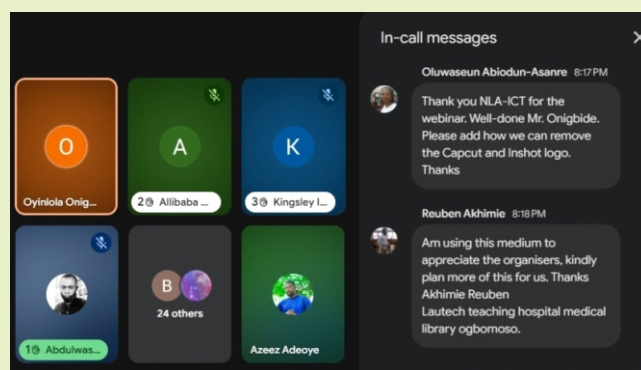 In-call messages
Oluwaseun Abiodun-Asanre 8:17 PM
Thank you NLA-ICT for the
webinar. Well-done Mr. Onigbide.
Please add how we can remove
the Capcut and Inshot logo.
Thanks
Reuben Akhimie 8:18 PM
Am using this medium to
appreciate the organisers, kindly
plan more of this for us. Thanks
Akhimie Reuben
Lautech teaching hospital medical
library ogbomoso.
O
Oyinlola Onig...
A
2 Allibaba ...
K
3 Kingsley I...
1 Abdulwas...
B
24 others
Azeez Adeoye